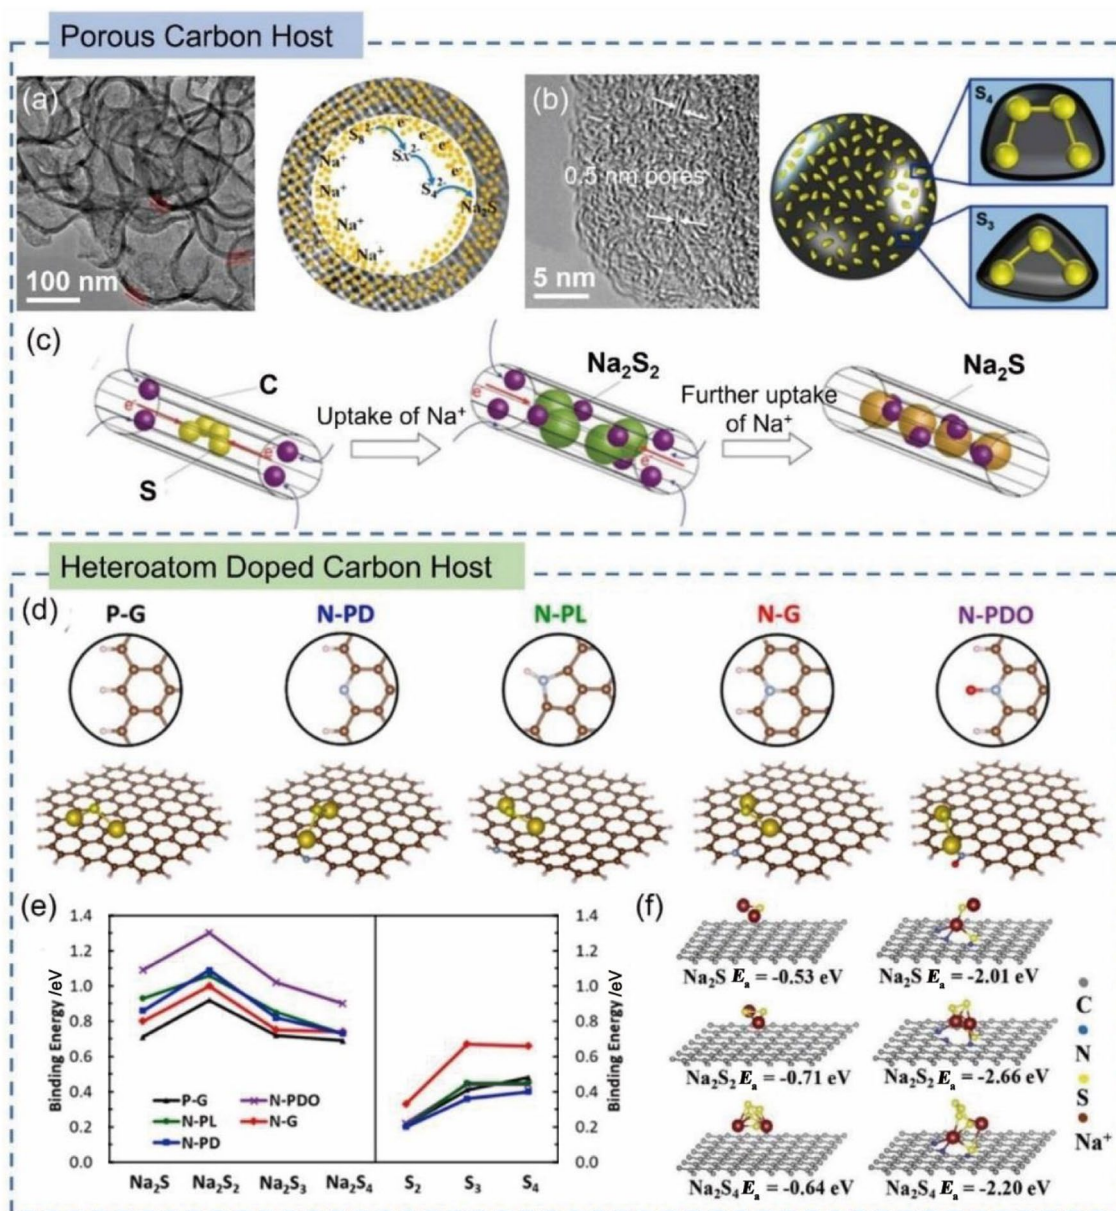 Porous Carbon Host
(a)
100 nm
S₈ e⁻
e⁻
e⁻
Sx²⁻
e⁻
S²⁻
Na₂S
Na⁺
Na⁺
Na⁺
Na⁺
(b)
0.5 nm pores
5 nm
S₄
S₃
(c)
C
e⁻
S
e⁻
Uptake of Na⁺
Na₂S₂
e⁻
e⁻
Further uptake
of Na⁺
Na₂S
Heteroatom Doped Carbon Host
(d)
P-G
N-PD
N-PL
N-G
N-PDO
(e)
Binding Energy /eV
1.4
1.2
1.0
0.8
0.6
0.4
0.2
0.0
P-G
N-PDO
N-PL
N-G
N-PD
Na₂S
Na₂S₂
Na₂S₃
Na₂S₄
S₂
S₃
S₄
1.4
1.2
1.0
0.8
0.6
0.4
0.2
0.0
Binding Energy /eV
(f)
Na₂S Eₐ = -0.53 eV
Na₂S Eₐ = -2.01 eV
Na₂S₂ Eₐ = -0.71 eV
Na₂S₂ Eₐ = -2.66 eV
Na₂S₄ Eₐ = -0.64 eV
Na₂S₄ Eₐ = -2.20 eV
C
N
S
Na⁺